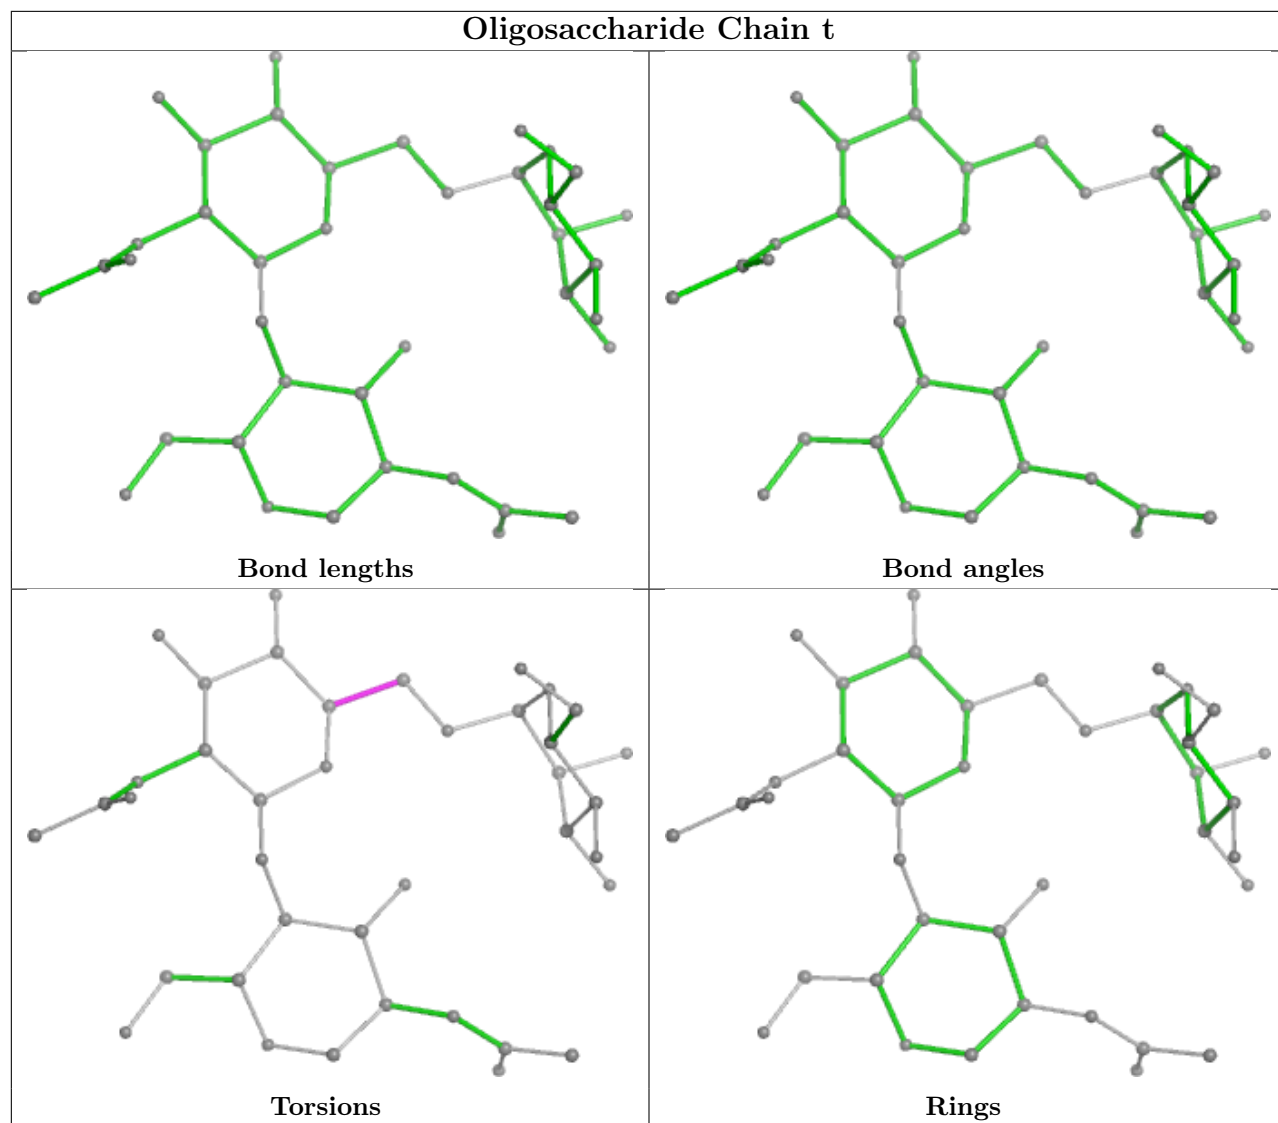 Oligosaccharide Chain t
Bond lengths
Bond angles
Torsions
Rings